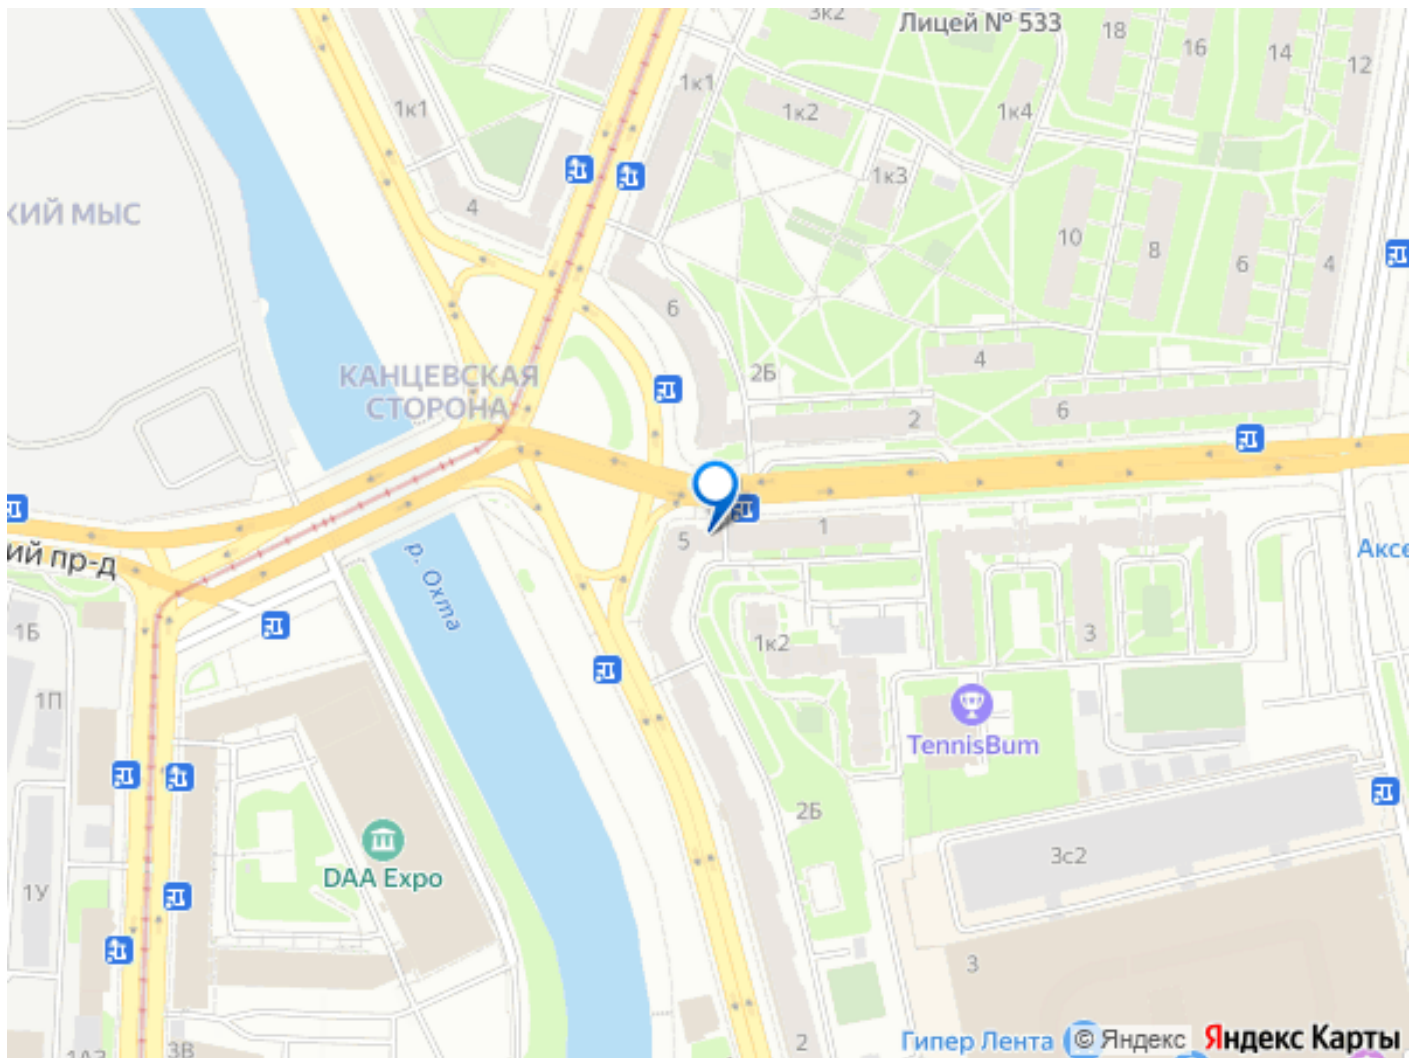 3к2
Лицей № 533
18
16
14
12
1к1
1к1
1к2
1к4
1к3
4
КИЙ МЫС
10
8
6
4
6
4
2Б
КАНЦЕВСКАЯ
СТОРОНА
6
2
ий пр-д
р. Охта
5
1
Аксе
1Б
1к2
3
1П
TennisBum
2Б
DAA Expo
3с2
1У
3
2
3В
Гипер Лента
© Яндекс
Яндекс Карты